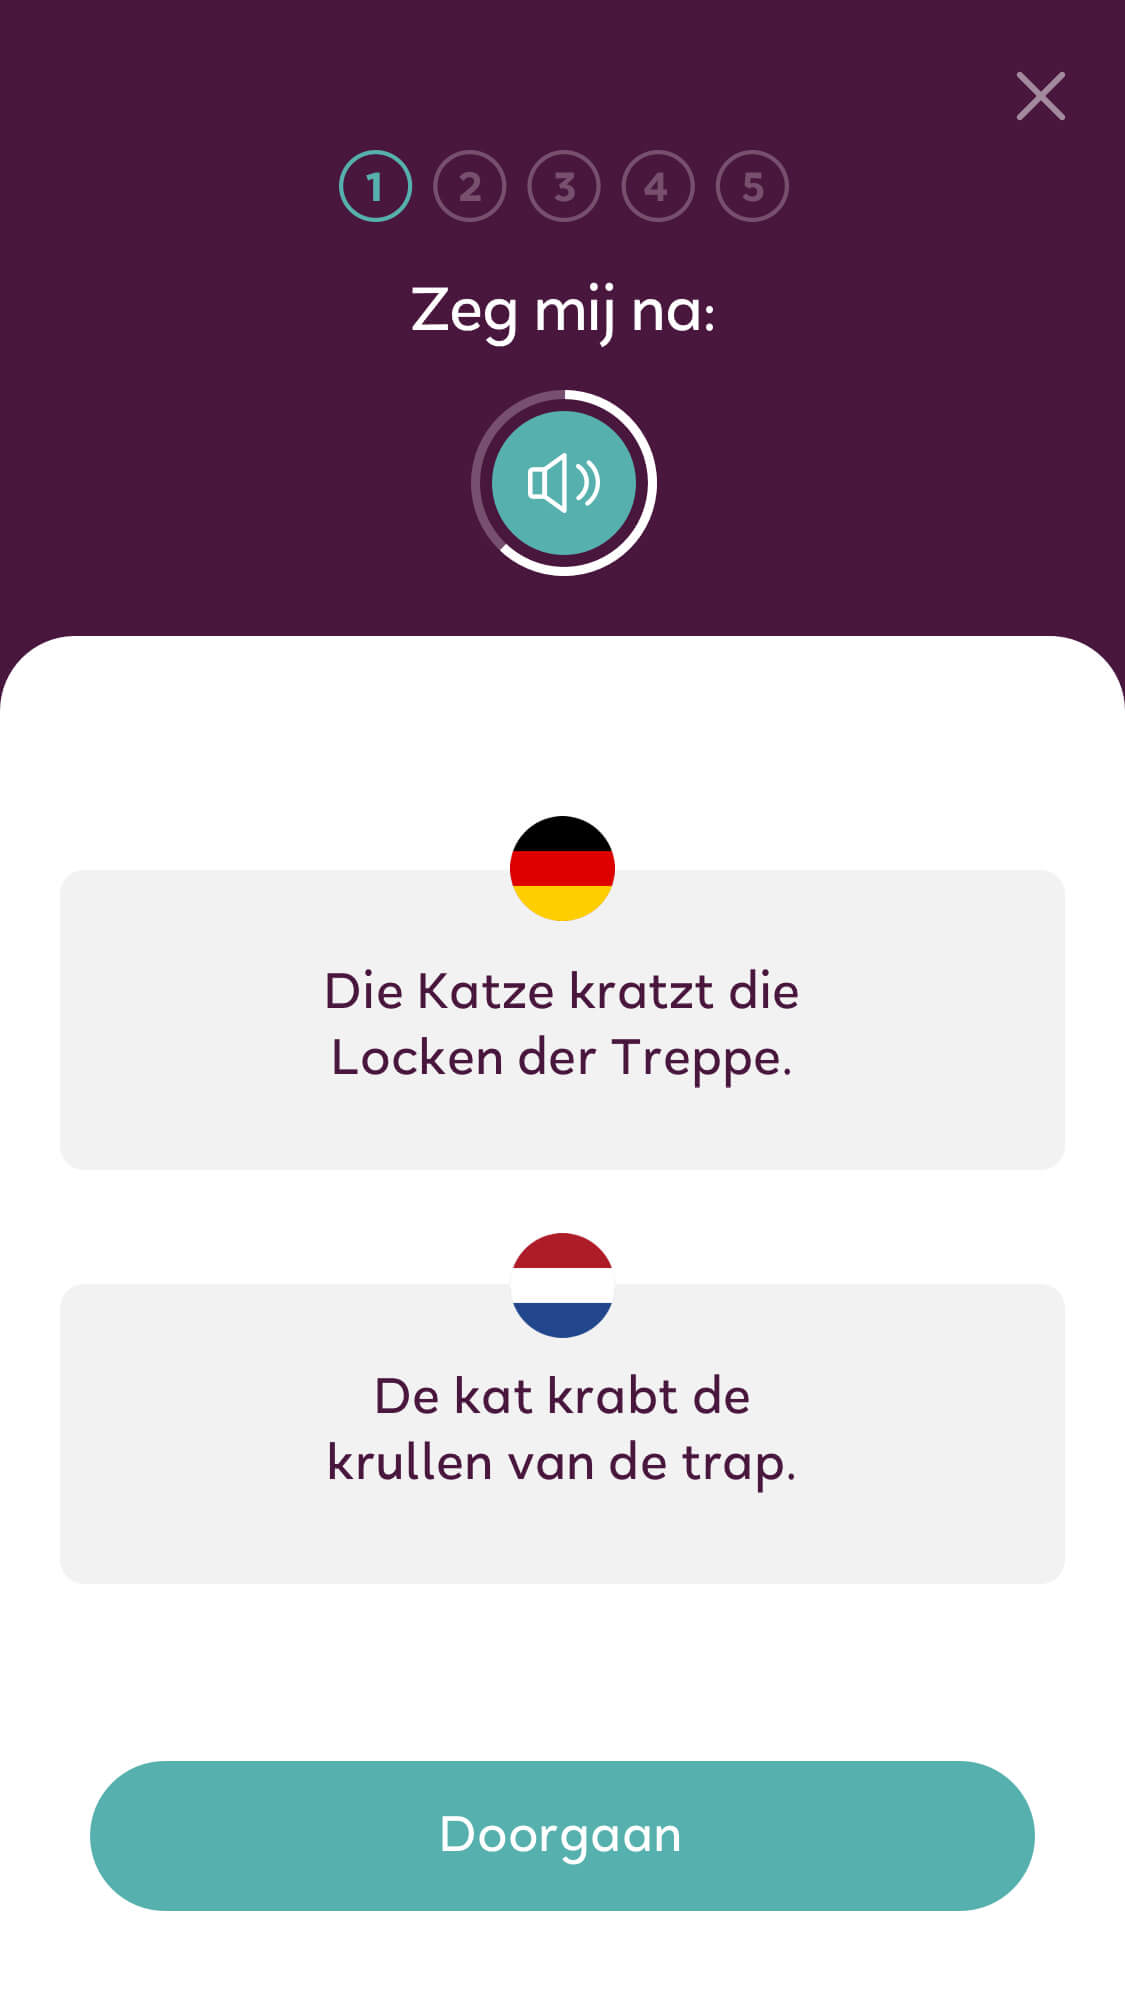 1 2 3 4 5
Zeg mij na:
Die Katze kratzt die
Locken der Treppe.
De kat krabt de
krullen van de trap.
Doorgaan